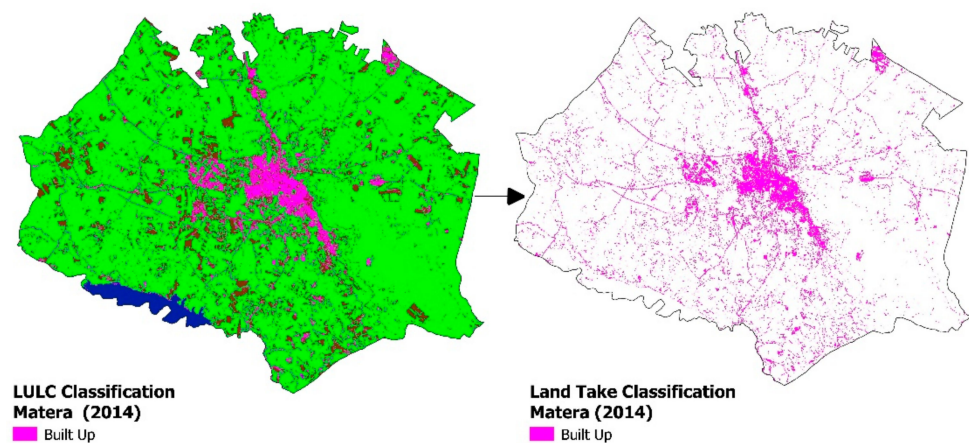 LULC Classification
Matera (2014)
Built Up
Land Take Classification
Matera (2014)
Built Up